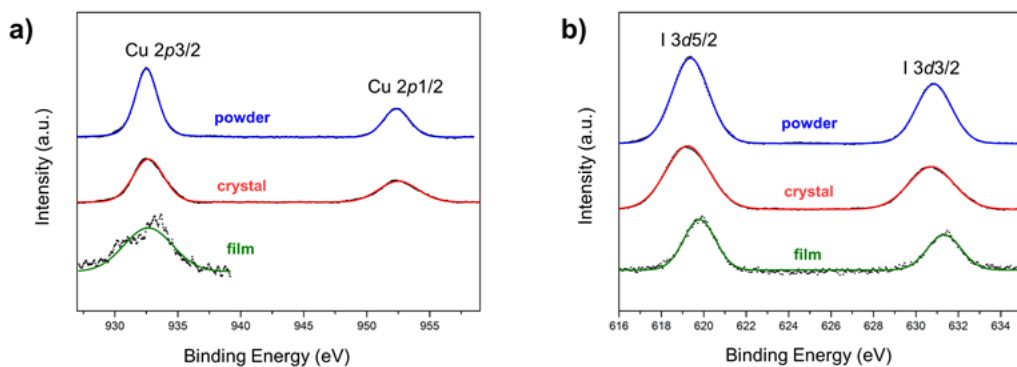 a)
Cu 2p3/2
Cu 2p1/2
powder
crystal
film
Intensity (a.u.)
930 935 940 945 950 955
Binding Energy (eV)
b)
I 3d5/2
I 3d3/2
powder
crystal
film
Intensity (a.u.)
616 618 620 622 624 626 628 630 632 634
Binding Energy (eV)